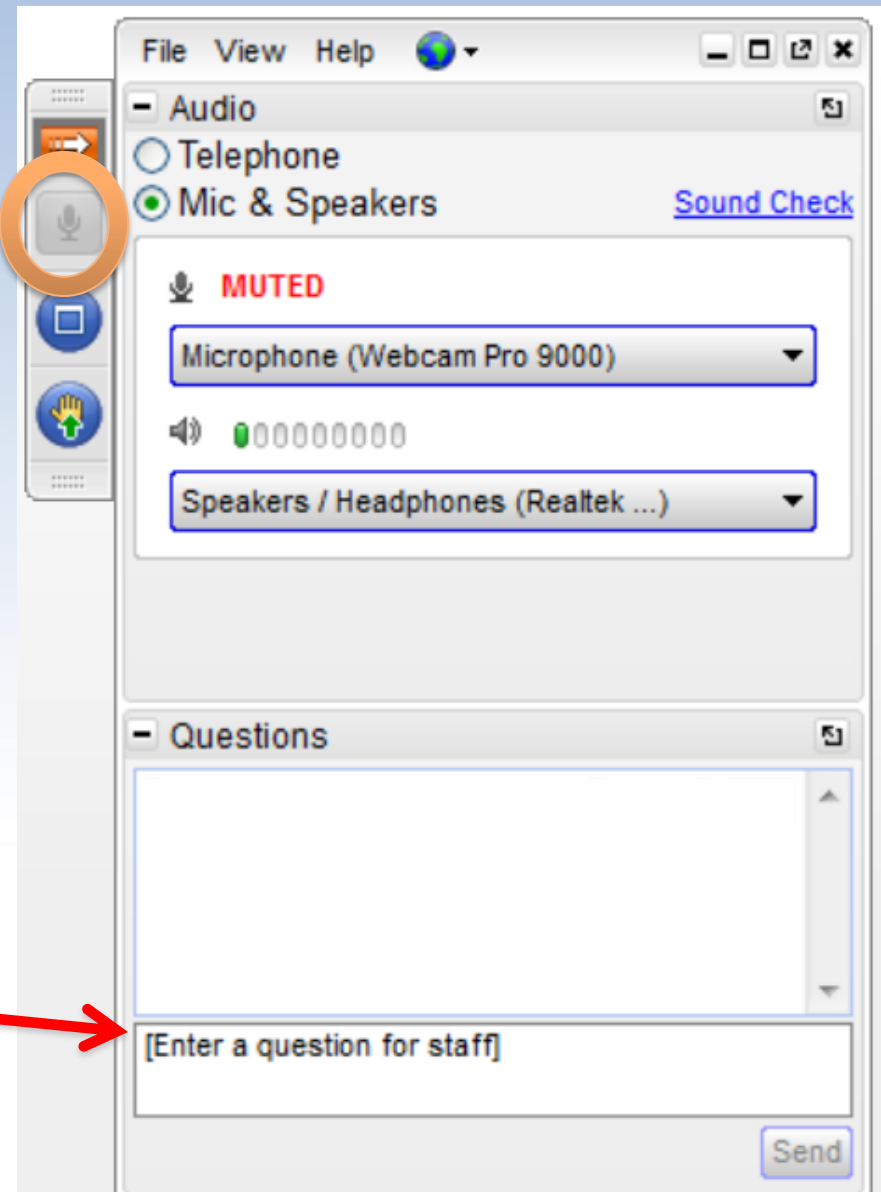 File View Help
Audio
Telephone
Mic & Speakers Sound Check
MUTED
Microphone (Webcam Pro 9000)
Speakers / Headphones (Realtek ...)
Questions
[Enter a question for staff]
Send